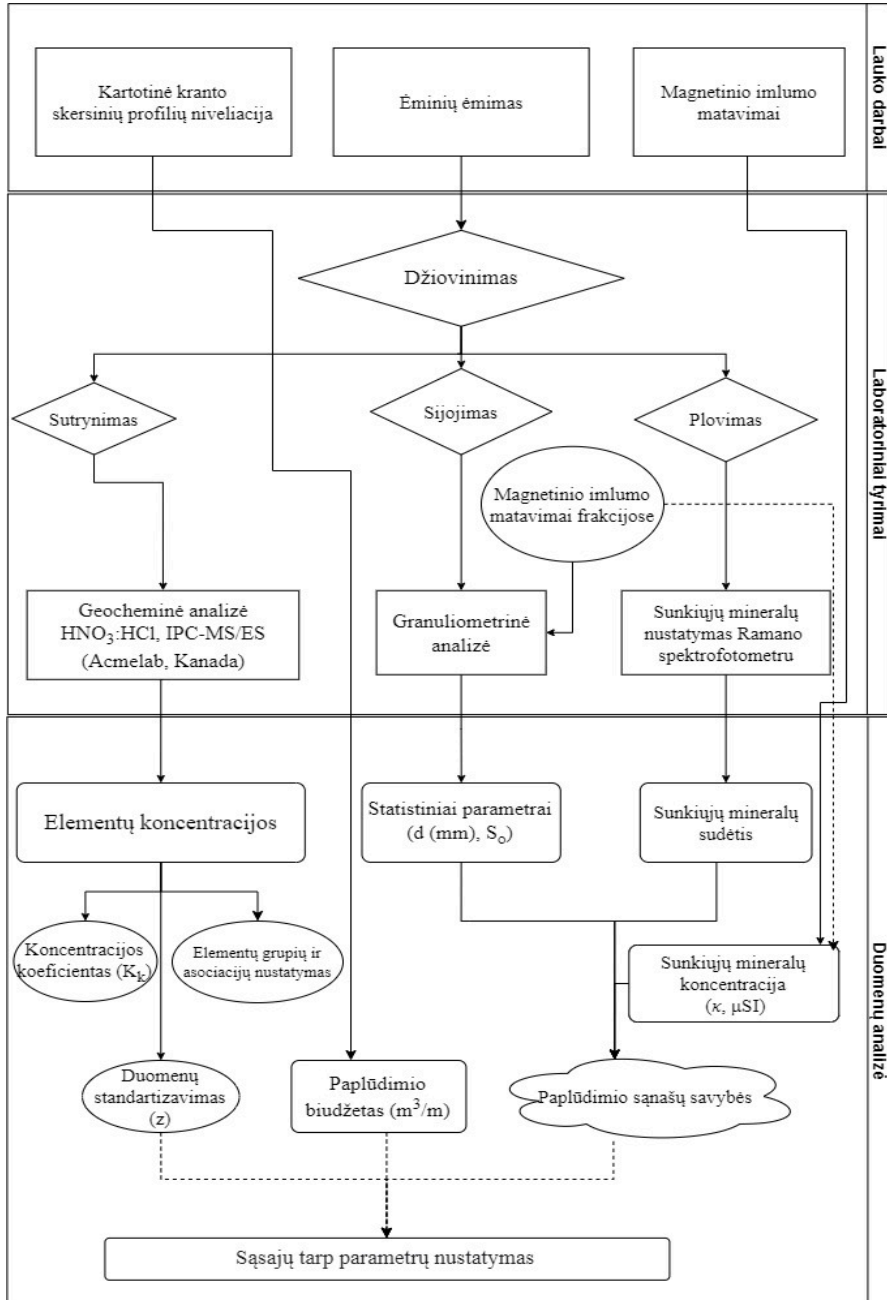 Lauko darbai
Kartotinė kranto
skersinių profilių niveliacija
Ėminių ėmimas
Magnetinio imlumo
matavimai
Laboratoriniai tyrimai
Džiovinimas
Sutrynimas
Sijojimas
Plovimas
Magnetinio imlumo
matavimai frakcijose
Geocheminė analizė
HNO₃:HCl, IPC-MS/ES
(Acmelab, Kanada)
Granuliometrinė
analizė
Sunkiųjų mineralų
nustatymas Ramano
spektrofotometru
Duomenų analizė
Elementų koncentracijos
Statistiniai parametrai
(d (mm), Sₒ)
Sunkiųjų mineralų
sudėtis
Koncentracijos
koeficientas (Kₖ)
Elementų grupių ir
asociacijų nustatymas
Sunkiųjų mineralų
koncentracija
(κ, µSI)
Duomenų
standartizavimas
(z)
Paplūdimio
biudžetas (m³/m)
Paplūdimio sąnašų savybės
Sąsajų tarp parametrų nustatymas